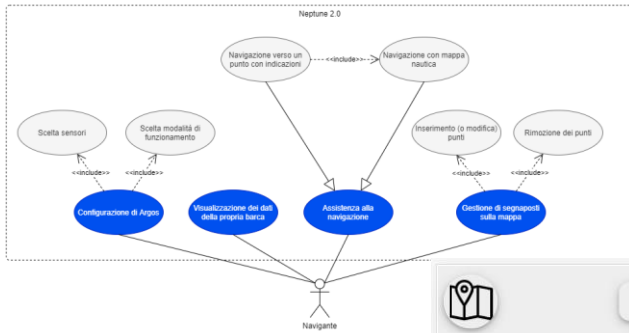 Neptune 2.0
Navigazione verso un
punto con indicazioni
<<include>>
Navigazione con mappa
nautica
Scelta sensori
Scelta modalità di
funzionamento
Inserimento (o modifica)
punti
Rimozione dei punti
<<include>>
<<include>>
<<include>>
<<include>>
Configurazione di Argos
Visualizzazione dei dati
della propria barca
Assistenza alla
navigazione
Gestione di segnaposti
sulla mappa
Navigante